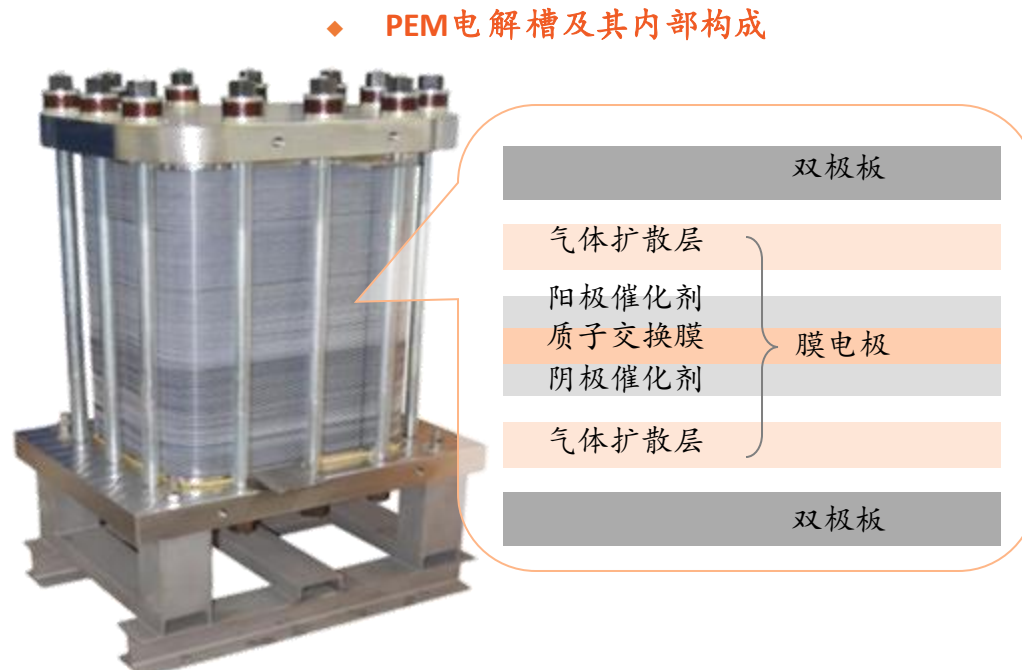 PEM电解槽及其内部构成
双极板
气体扩散层
阳极催化剂
质子交换膜
膜电极
阴极催化剂
气体扩散层
双极板